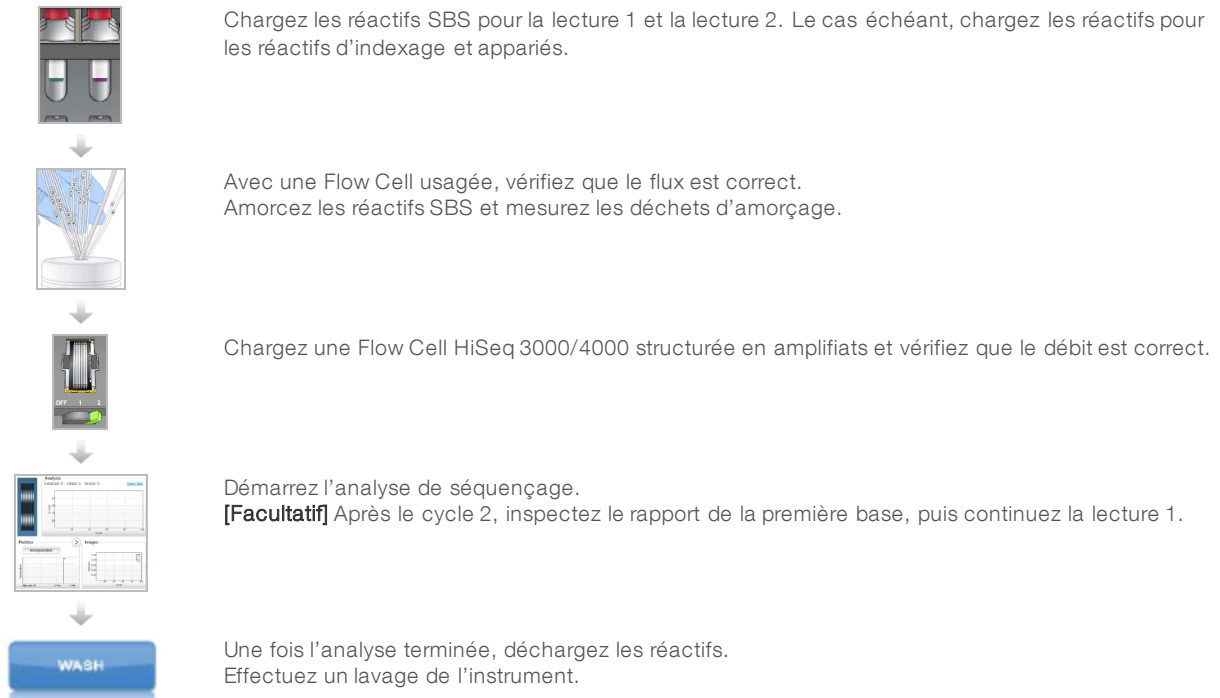 Chargez les réactifs SBS pour la lecture 1 et la lecture 2. Le cas échéant, chargez les réactifs pour
les réactifs d'indexage et appariés.
Avec une Flow Cell usagée, vérifiez que le flux est correct.
Amorcez les réactifs SBS et mesurez les déchets d'amorçage.
Chargez une Flow Cell HiSeq 3000/4000 structurée en amplifiats et vérifiez que le débit est correct.
OFF 1 2
Analysis
Démarrez l'analyse de séquençage.
[Facultatif] Après le cycle 2, inspectez le rapport de la première base, puis continuez la lecture 1.
Fluidics
Images
Une fois l'analyse terminée, déchargez les réactifs.
WASH
Effectuez un lavage de l'instrument.